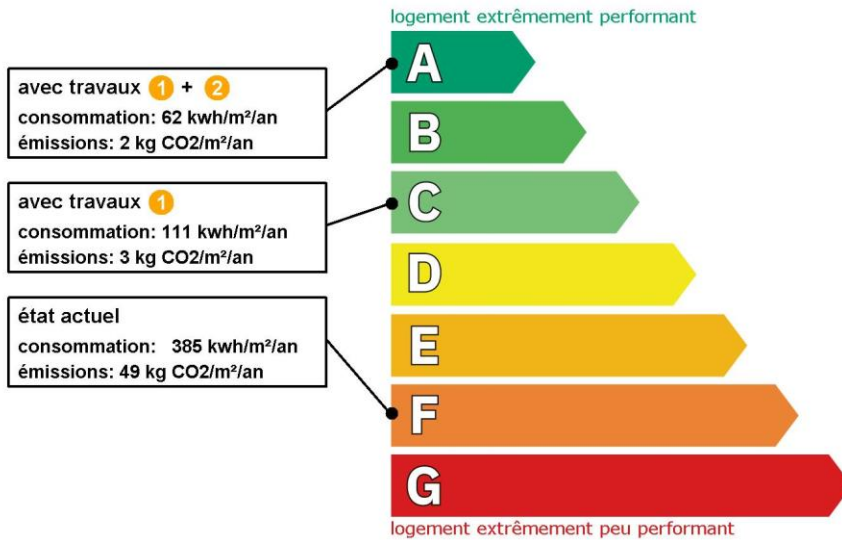 logement extrêmement performant
avec travaux 1 + 2
consommation: 62 kwh/m²/an
émissions: 2 kg CO2/m²/an
avec travaux 1
consommation: 111 kwh/m²/an
émissions: 3 kg CO2/m²/an
état actuel
consommation: 385 kwh/m²/an
émissions: 49 kg CO2/m²/an
A
B
C
D
E
F
G
logement extrêmement peu performant